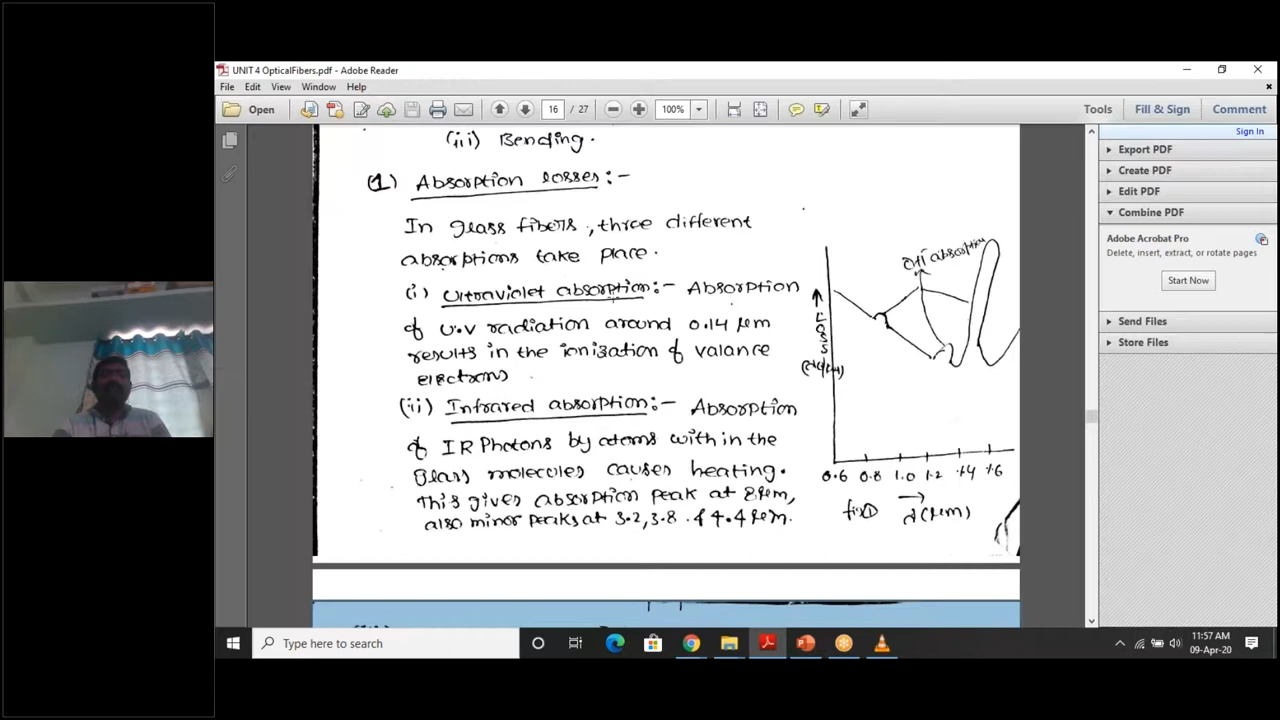 UNIT 4 OpticalFibers.pdf - Adobe Reader
File Edit View Window Help
Open 16 / 27 100% Tools Fill & Sign Comment
Sign In
Export PDF
Create PDF
Edit PDF
Combine PDF
Adobe Acrobat Pro
Delete, insert, extract, or rotate pages
Start Now
Send Files
Store Files
(iii) Bending.
(1) Absorption losses:-
In glass fibers, three different
absorptions take place.
(i) Ultraviolet absorption:- Absorption
of U.V radiation around 0.14 μm
results in the ionization of valance
electrons
(ii) Infrared absorption:- Absorption
of IR Photons by atoms with in the
glass molecules causes heating.
This gives absorption peak at 8μm,
also minor peaks at 3.2, 3.8 & 4.4 μm.
OH absorption
Loss
0.6 0.8 1.0 1.2 1.4 1.6
λ(μm)
Type here to search
11:57 AM
09-Apr-20